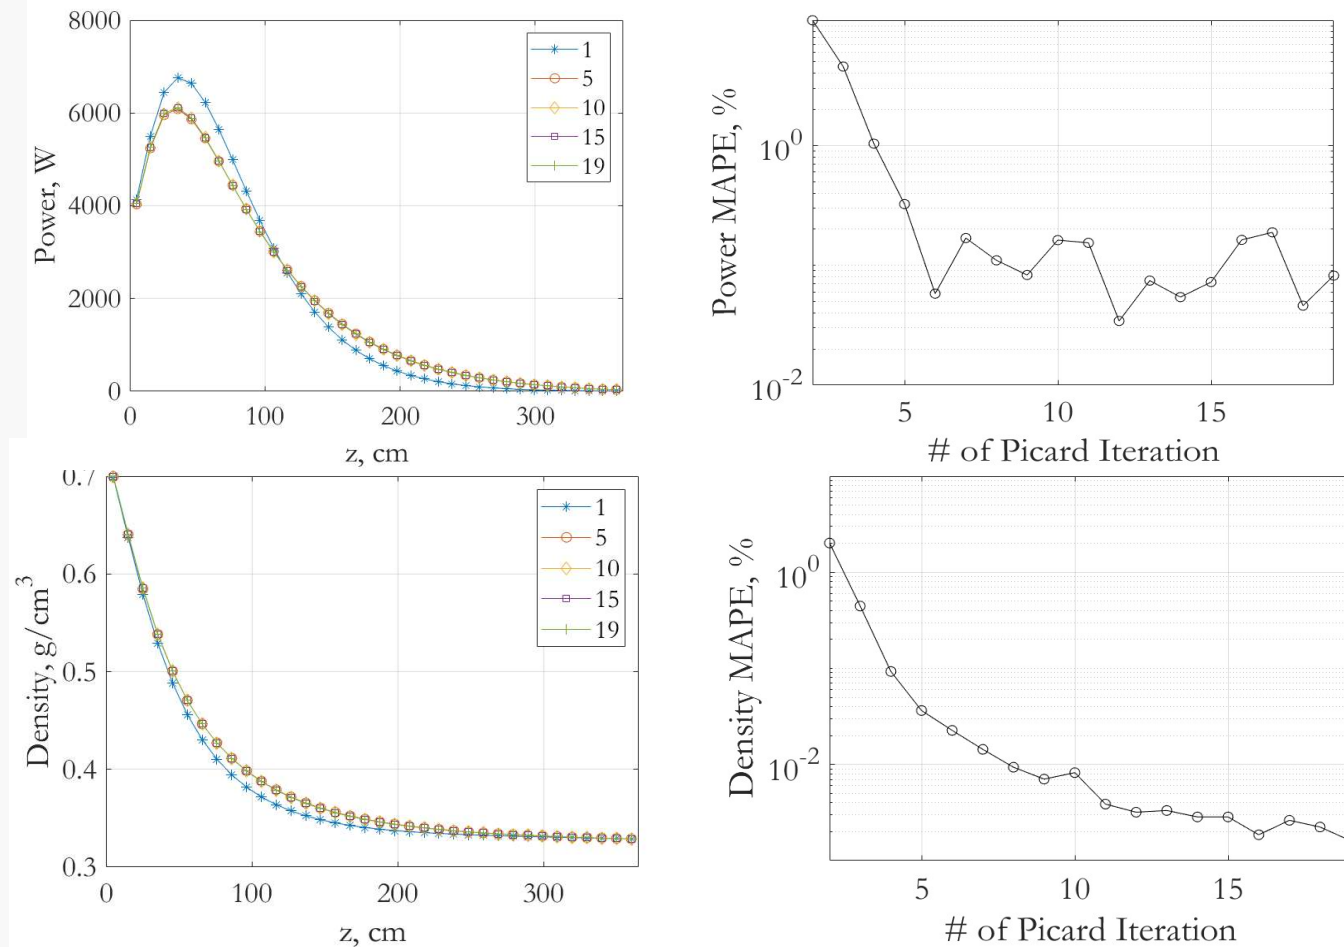 8000
6000
4000
2000
0
Power, W
0 100 200 300
z, cm
1
5
10
15
19
10^0
10^-2
Power MAPE, %
5 10 15
# of Picard Iteration
0.7
0.6
0.5
0.4
0.3
Density, g/cm^3
0 100 200 300
z, cm
1
5
10
15
19
10^0
10^-2
Density MAPE, %
5 10 15
# of Picard Iteration